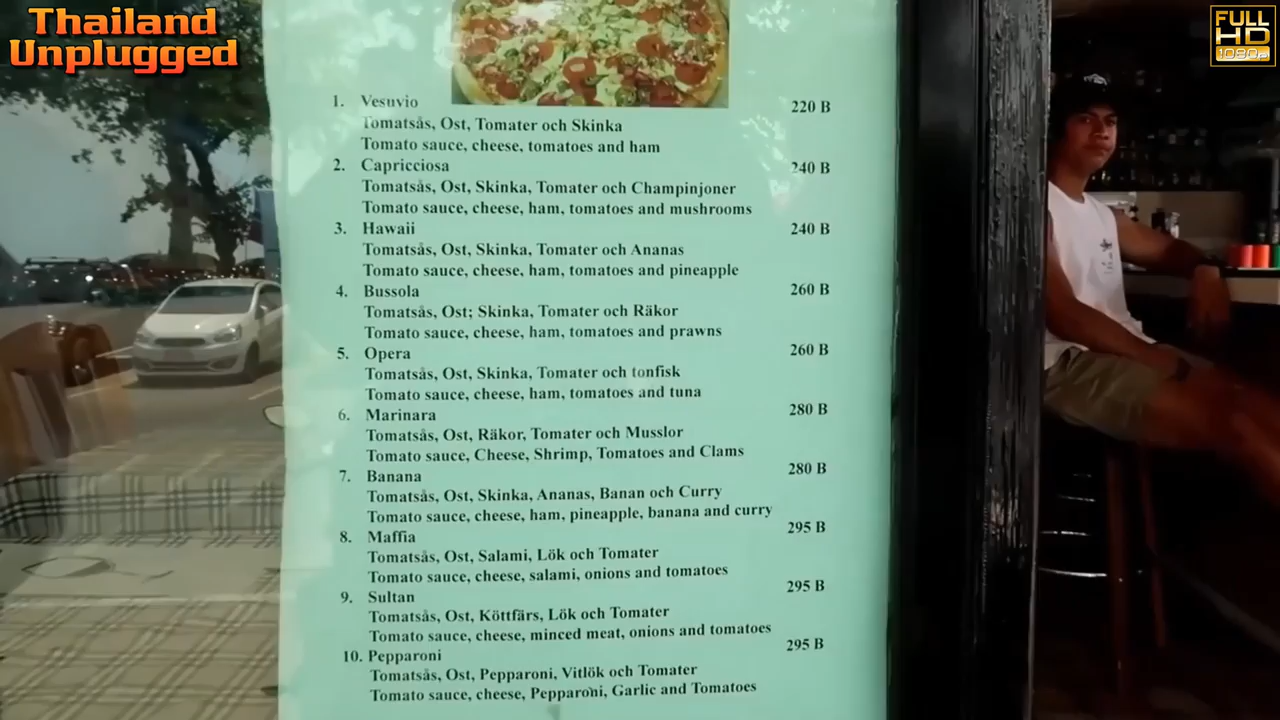 Thailand
Unplugged
FULL
HD
1080p
1. Vesuvio 220 B
Tomatsås, Ost, Tomater och Skinka
Tomato sauce, cheese, tomatoes and ham
2. Capricciosa 240 B
Tomatsås, Ost, Skinka, Tomater och Champinjoner
Tomato sauce, cheese, ham, tomatoes and mushrooms
3. Hawaii 240 B
Tomatsås, Ost, Skinka, Tomater och Ananas
Tomato sauce, cheese, ham, tomatoes and pineapple
4. Bussola 260 B
Tomatsås, Ost; Skinka, Tomater och Räkor
Tomato sauce, cheese, ham, tomatoes and prawns
5. Opera 260 B
Tomatsås, Ost, Skinka, Tomater och tonfisk
Tomato sauce, cheese, ham, tomatoes and tuna
6. Marinara 280 B
Tomatsås, Ost, Räkor, Tomater och Musslor
Tomato sauce, Cheese, Shrimp, Tomatoes and Clams
7. Banana 280 B
Tomatsås, Ost, Skinka, Ananas, Banan och Curry
Tomato sauce, cheese, ham, pineapple, banana and curry
8. Maffia 295 B
Tomatsås, Ost, Salami, Lök och Tomater
Tomato sauce, cheese, salami, onions and tomatoes
9. Sultan 295 B
Tomatsås, Ost, Köttfärs, Lök och Tomater
Tomato sauce, cheese, minced meat, onions and tomatoes
10. Pepparoni 295 B
Tomatsås, Ost, Pepparoni, Vitlök och Tomater
Tomato sauce, cheese, Pepparoni, Garlic and Tomatoes